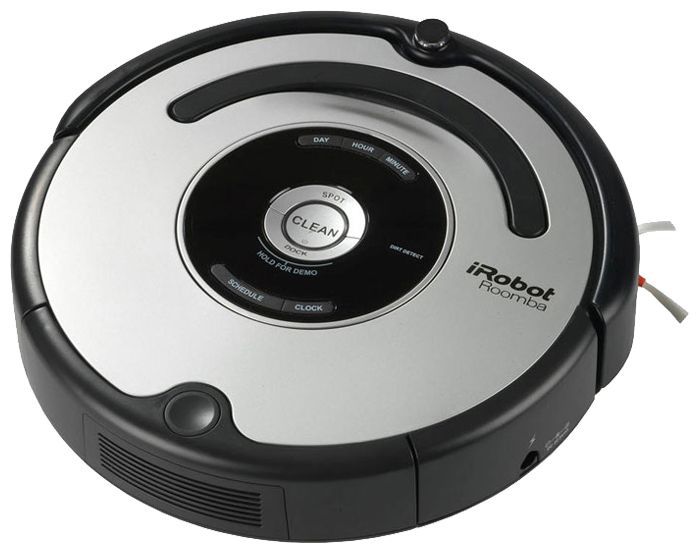 DAY HOUR MINUTE
SPOT
CLEAN
DOCK
HOLD FOR DEMO
DIRT DETECT
SCHEDULE CLOCK
iRobot
Roomba